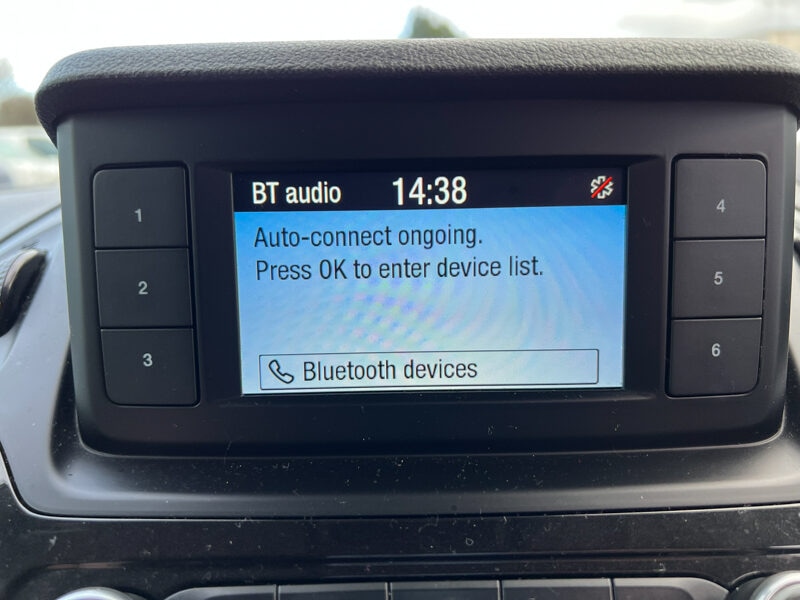 BT audio 14:38
Auto-connect ongoing.
Press OK to enter device list.
Bluetooth devices
1
2
3
4
5
6